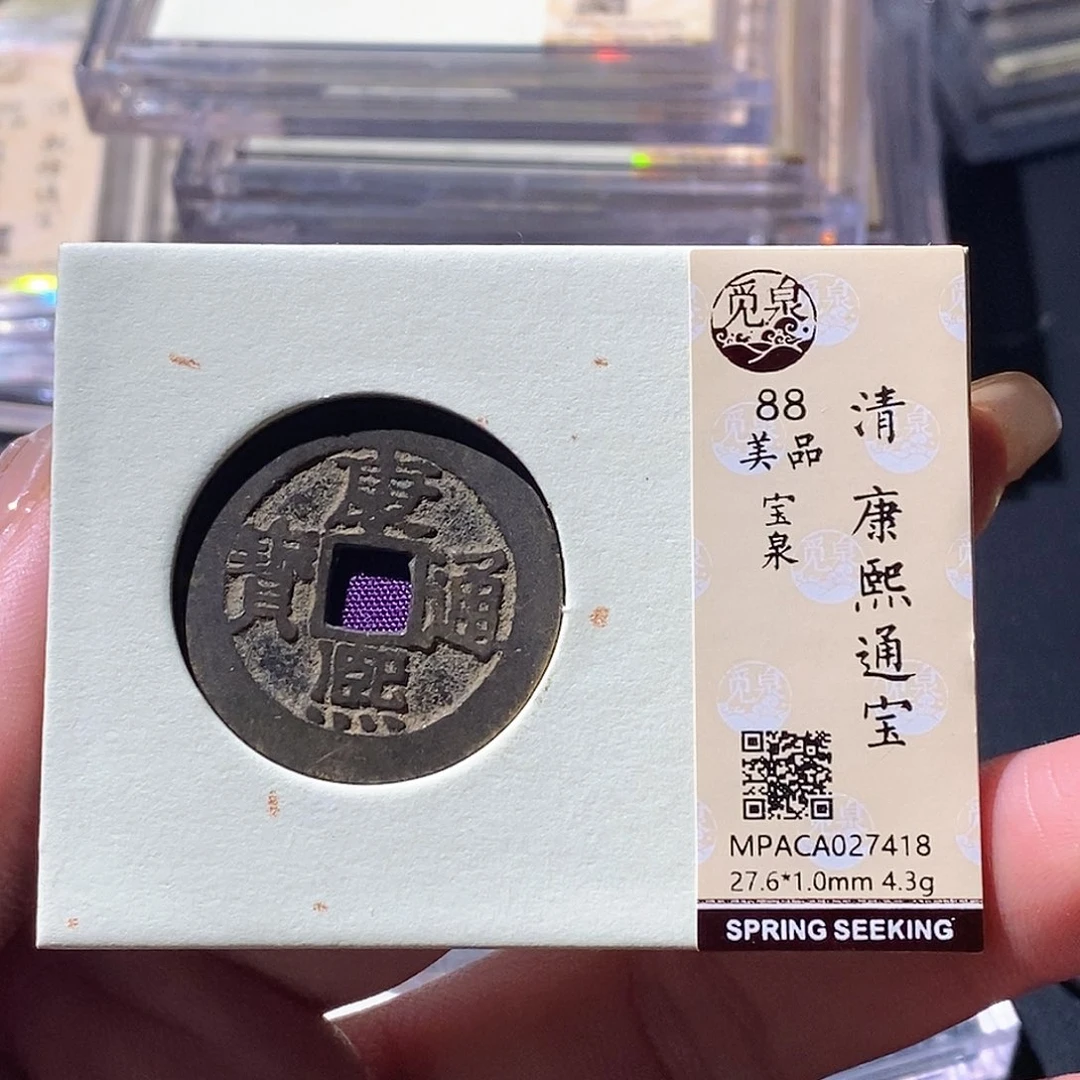 康熙通寶
觅泉
88
美品
宝泉
清 康熙通宝
MPACA027418
27.6*1.0mm 4.3g
SPRING SEEKING